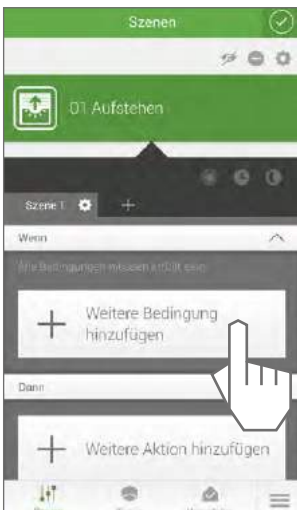 Szenen
01 Aufstehen
Szene 1
+
Wenn
Alle Bedingungen müssen erfüllt sein
+ Weitere Bedingung
hinzufügen
Dann
+ Weitere Aktion hinzufügen